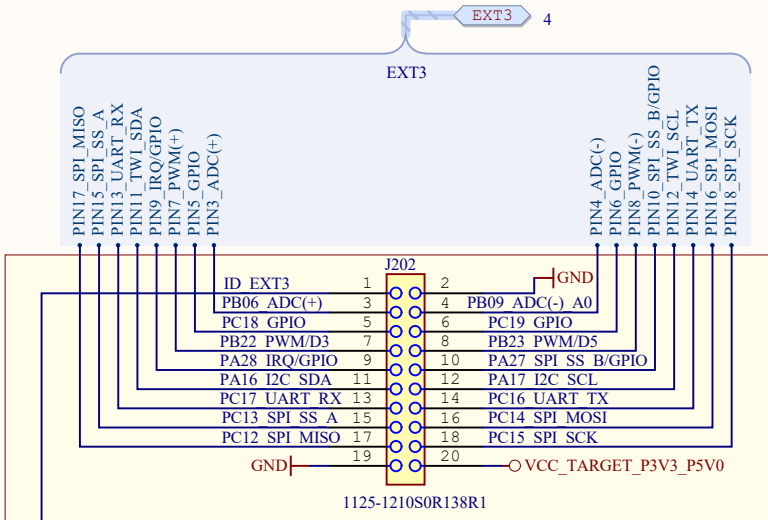 EXT3
4
EXT3
PIN17_SPI_MISO
PIN15_SPI_SS_A
PIN13_UART_RX
PIN11_TWI_SDA
PIN9_IRQ/GPIO
PIN7_PWM(+)
PIN5_GPIO
PIN3_ADC(+)
PIN4_ADC(-)
PIN6_GPIO
PIN8_PWM(-)
PIN10_SPI_SS_B/GPIO
PIN12_TWI_SCL
PIN14_UART_TX
PIN16_SPI_MOSI
PIN18_SPI_SCK
J202
ID_EXT3 1 2 GND
PB06_ADC(+) 3 4 PB09_ADC(-)_A0
PC18_GPIO 5 6 PC19_GPIO
PB22_PWM/D3 7 8 PB23_PWM/D5
PA28_IRQ/GPIO 9 10 PA27_SPI_SS_B/GPIO
PA16_I2C_SDA 11 12 PA17_I2C_SCL
PC17_UART_RX 13 14 PC16_UART_TX
PC13_SPI_SS_A 15 16 PC14_SPI_MOSI
PC12_SPI_MISO 17 18 PC15_SPI_SCK
GND 19 20 VCC_TARGET_P3V3_P5V0
1125-1210S0R138R1